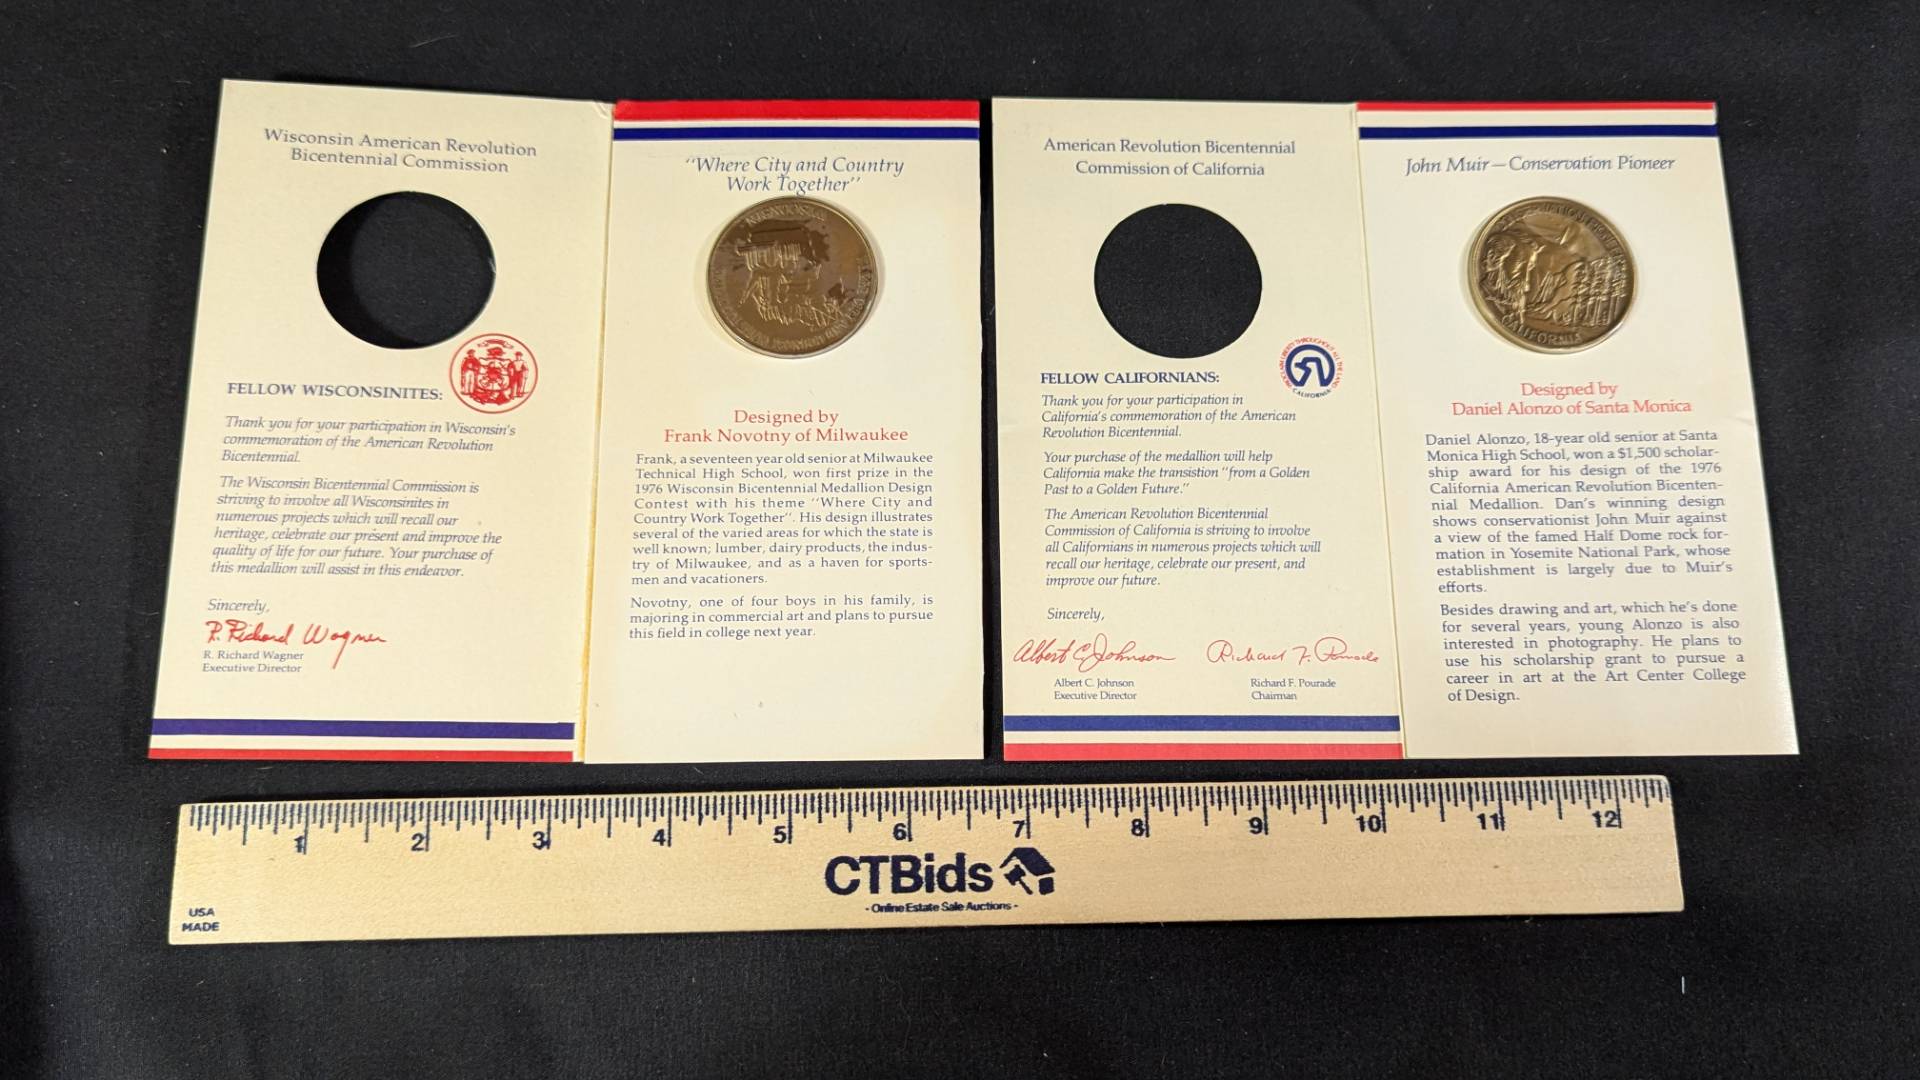 Wisconsin American Revolution
Bicentennial Commission
FELLOW WISCONSINITES:
Thank you for your participation in Wisconsin's
commemoration of the American Revolution
Bicentennial.
The Wisconsin Bicentennial Commission is
striving to involve all Wisconsinites in
numerous projects which will recall our
heritage, celebrate our present and improve the
quality of life for our future. Your purchase of
this medallion will assist in this endeavor.
Sincerely,
R. Richard Wagner
R. Richard Wagner
Executive Director
"Where City and Country
Work Together"
WISCONSIN
Designed by
Frank Novotny of Milwaukee
Frank, a seventeen year old senior at Milwaukee
Technical High School, won first prize in the
1976 Wisconsin Bicentennial Medallion Design
Contest with his theme "Where City and
Country Work Together". His design illustrates
several of the varied areas for which the state is
well known; lumber, dairy products, the indus-
try of Milwaukee, and as a haven for sports-
men and vacationers.
Novotny, one of four boys in his family, is
majoring in commercial art and plans to pursue
this field in college next year.
American Revolution Bicentennial
Commission of California
PROCLAIM LIBERTY THROUGHOUT ALL THE LAND
CALIFORNIA
FELLOW CALIFORNIANS:
Thank you for your participation in
California's commemoration of the American
Revolution Bicentennial.
Your purchase of the medallion will help
California make the transistion "from a Golden
Past to a Golden Future."
The American Revolution Bicentennial
Commission of California is striving to involve
all Californians in numerous projects which will
recall our heritage, celebrate our present, and
improve our future.
Sincerely,
Albert C. Johnson Richard F. Pourade
Albert C. Johnson Richard F. Pourade
Executive Director Chairman
John Muir—Conservation Pioneer
CALIFORNIA
Designed by
Daniel Alonzo of Santa Monica
Daniel Alonzo, 18-year old senior at Santa
Monica High School, won a $1,500 scholar-
ship award for his design of the 1976
California American Revolution Bicenten-
nial Medallion. Dan's winning design
shows conservationist John Muir against
a view of the famed Half Dome rock for-
mation in Yosemite National Park, whose
establishment is largely due to Muir's
efforts.
Besides drawing and art, which he's done
for several years, young Alonzo is also
interested in photography. He plans to
use his scholarship grant to pursue a
career in art at the Art Center College
of Design.
1 2 3 4 5 6 7 8 9 10 11 12
CTBids
- Online Estate Sale Auctions -
USA
MADE